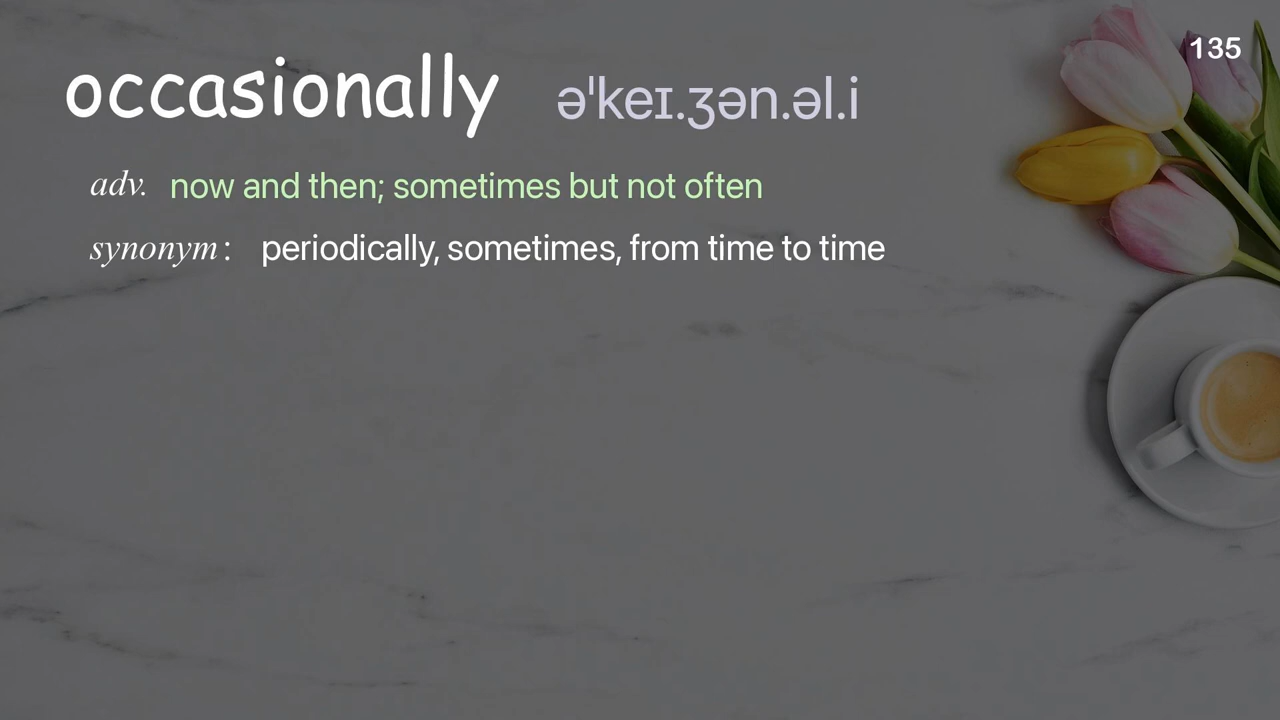 135
occasionally əˈkeɪ.ʒən.əl.i
adv. now and then; sometimes but not often
synonym: periodically, sometimes, from time to time